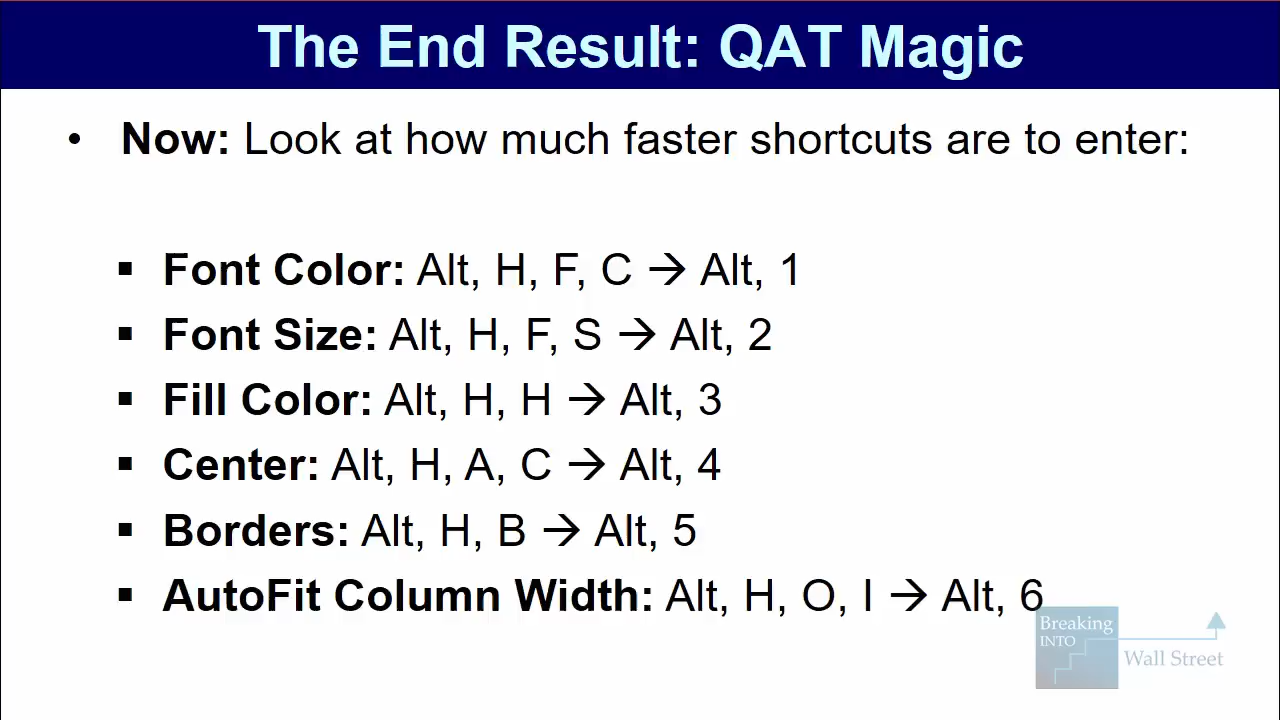 The End Result: QAT Magic
• Now: Look at how much faster shortcuts are to enter:
▪ Font Color: Alt, H, F, C → Alt, 1
▪ Font Size: Alt, H, F, S → Alt, 2
▪ Fill Color: Alt, H, H → Alt, 3
▪ Center: Alt, H, A, C → Alt, 4
▪ Borders: Alt, H, B → Alt, 5
▪ AutoFit Column Width: Alt, H, O, I → Alt, 6
Breaking
INTO
Wall Street